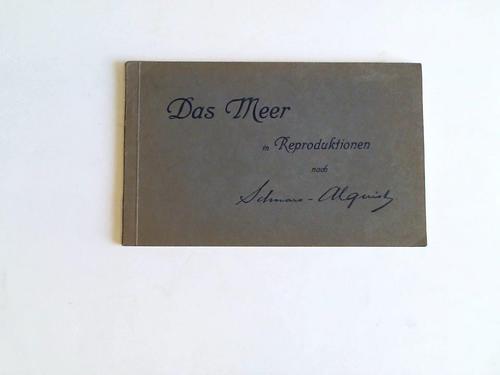 Das Meer
in Reproduktionen
nach
Schnars-Alquist